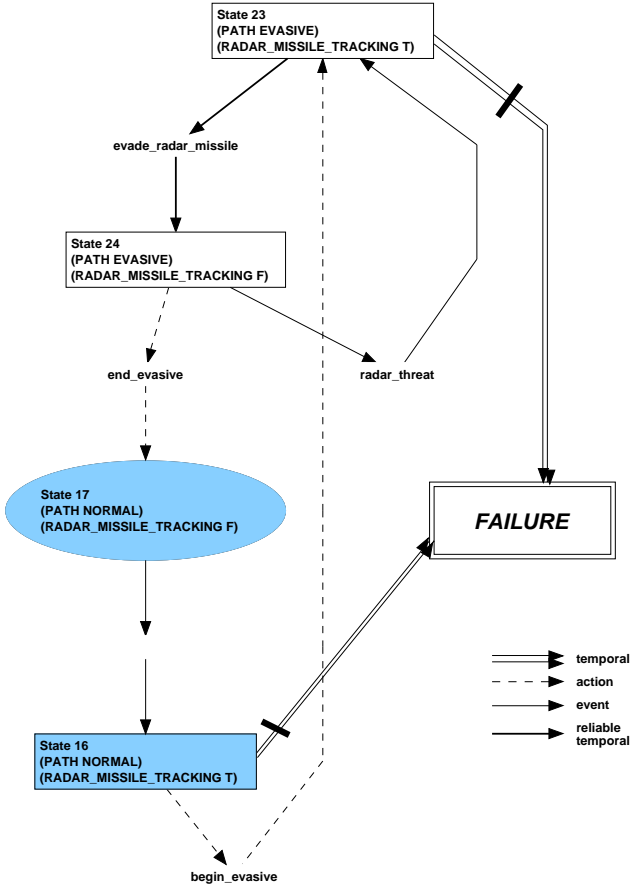 State 23
(PATH EVASIVE)
(RADAR_MISSILE_TRACKING T)
evade_radar_missile
State 24
(PATH EVASIVE)
(RADAR_MISSILE_TRACKING F)
end_evasive
radar_threat
State 17
(PATH NORMAL)
(RADAR_MISSILE_TRACKING F)
FAILURE
State 16
(PATH NORMAL)
(RADAR_MISSILE_TRACKING T)
begin_evasive
temporal
action
event
reliable
temporal